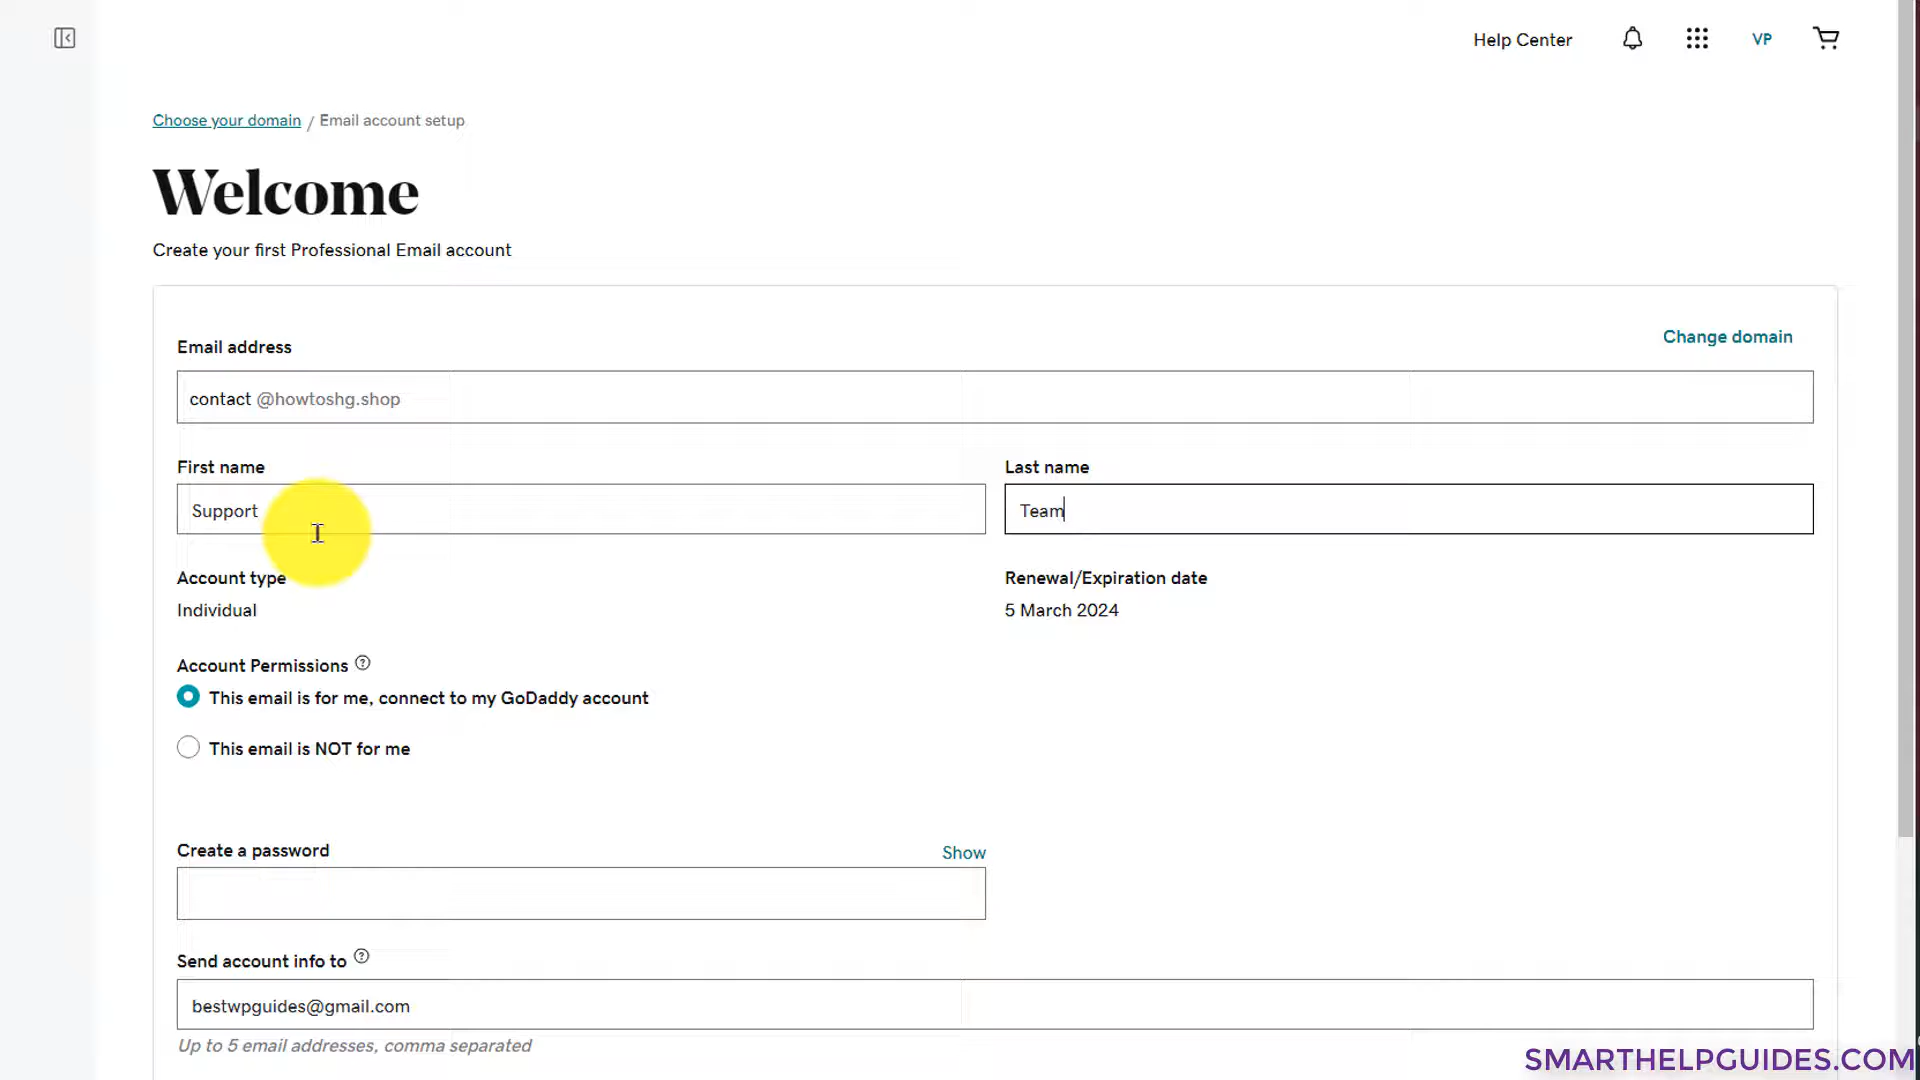 Help Center
VP
Choose your domain / Email account setup
Welcome
Create your first Professional Email account
Email address
Change domain
contact @howtoshg.shop
First name
Last name
Support
Team
Account type
Renewal/Expiration date
Individual
5 March 2024
Account Permissions
This email is for me, connect to my GoDaddy account
This email is NOT for me
Create a password
Show
Send account info to
bestwpguides@gmail.com
Up to 5 email addresses, comma separated
SMARTHELPGUIDES.COM